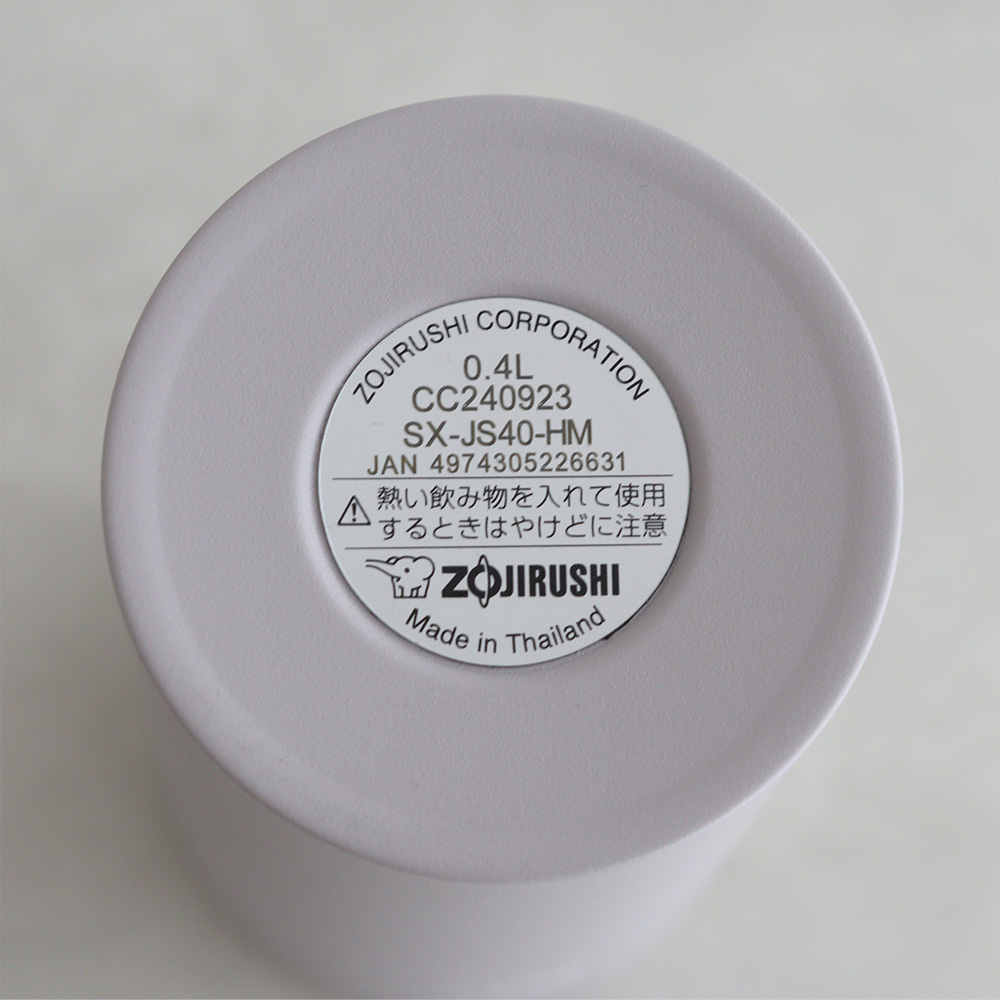 ZOJIRUSHI CORPORATION
0.4L
CC240923
SX-JS40-HM
JAN 4974305226631
熱い飲み物を入れて使用
するときはやけどに注意
ZOJIRUSHI
Made in Thailand